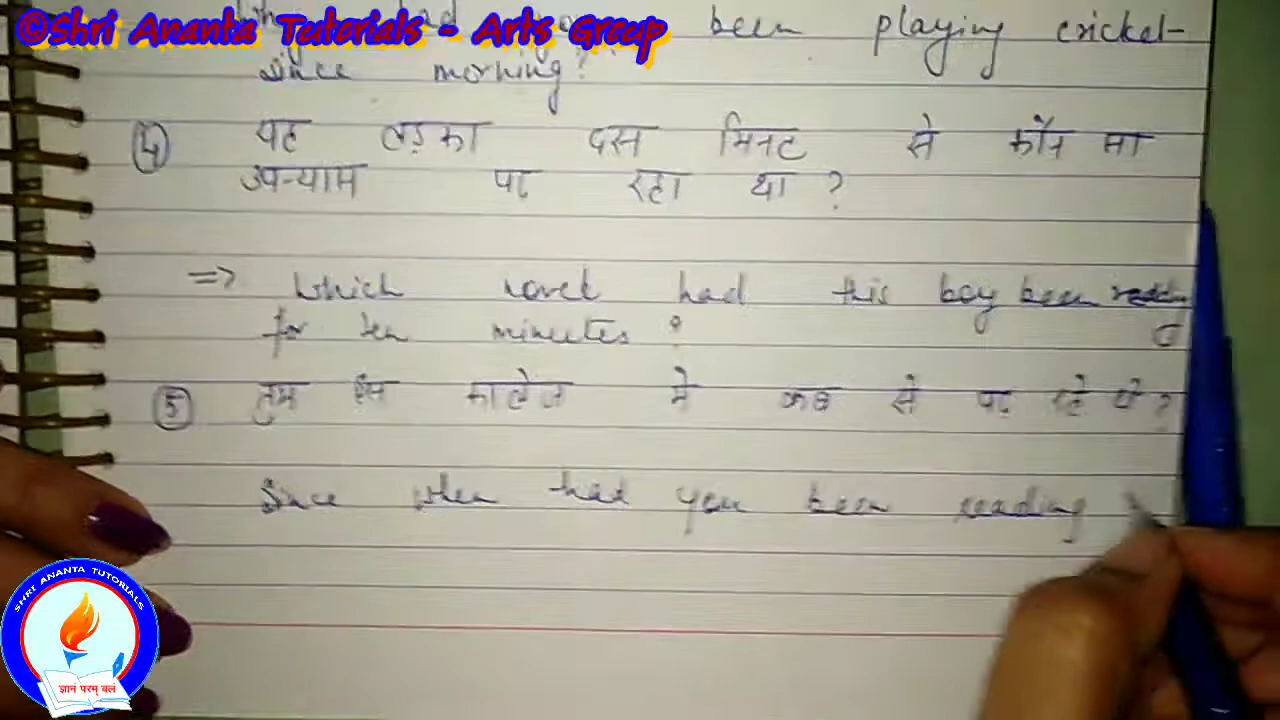 ©Shri Ananta Tutorials - Arts Group
had you been playing cricket
since morning?
④ यह लड़का दस मिनट से कौन सा
उपन्यास पढ़ रहा था ?
=> which novel had this boy been reading
for ten minutes ?
⑤ तुम इस कालेज मे कब से पढ़ रहे थे ?
Since when had you been reading
SHRI ANANTA TUTORIALS
ज्ञानं परमं बलं